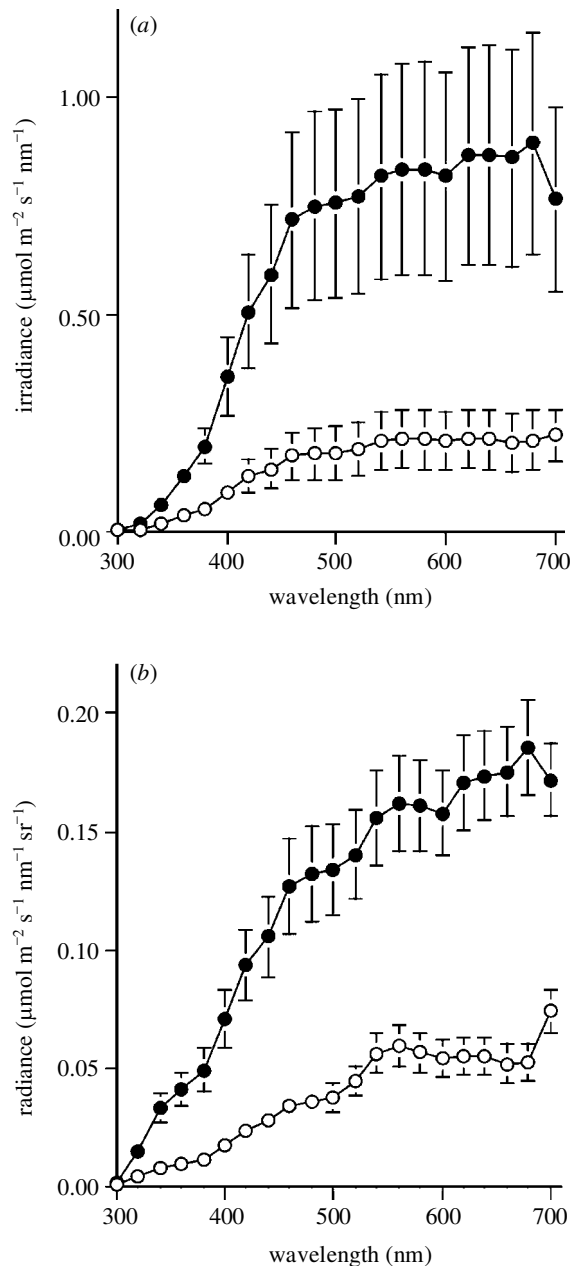 (a)
1.00
0.50
0.00
irradiance (µmol m⁻² s⁻¹ nm⁻¹)
300 400 500 600 700
wavelength (nm)
(b)
0.20
0.15
0.10
0.05
0.00
radiance (µmol m⁻² s⁻¹ nm⁻¹ sr⁻¹)
300 400 500 600 700
wavelength (nm)